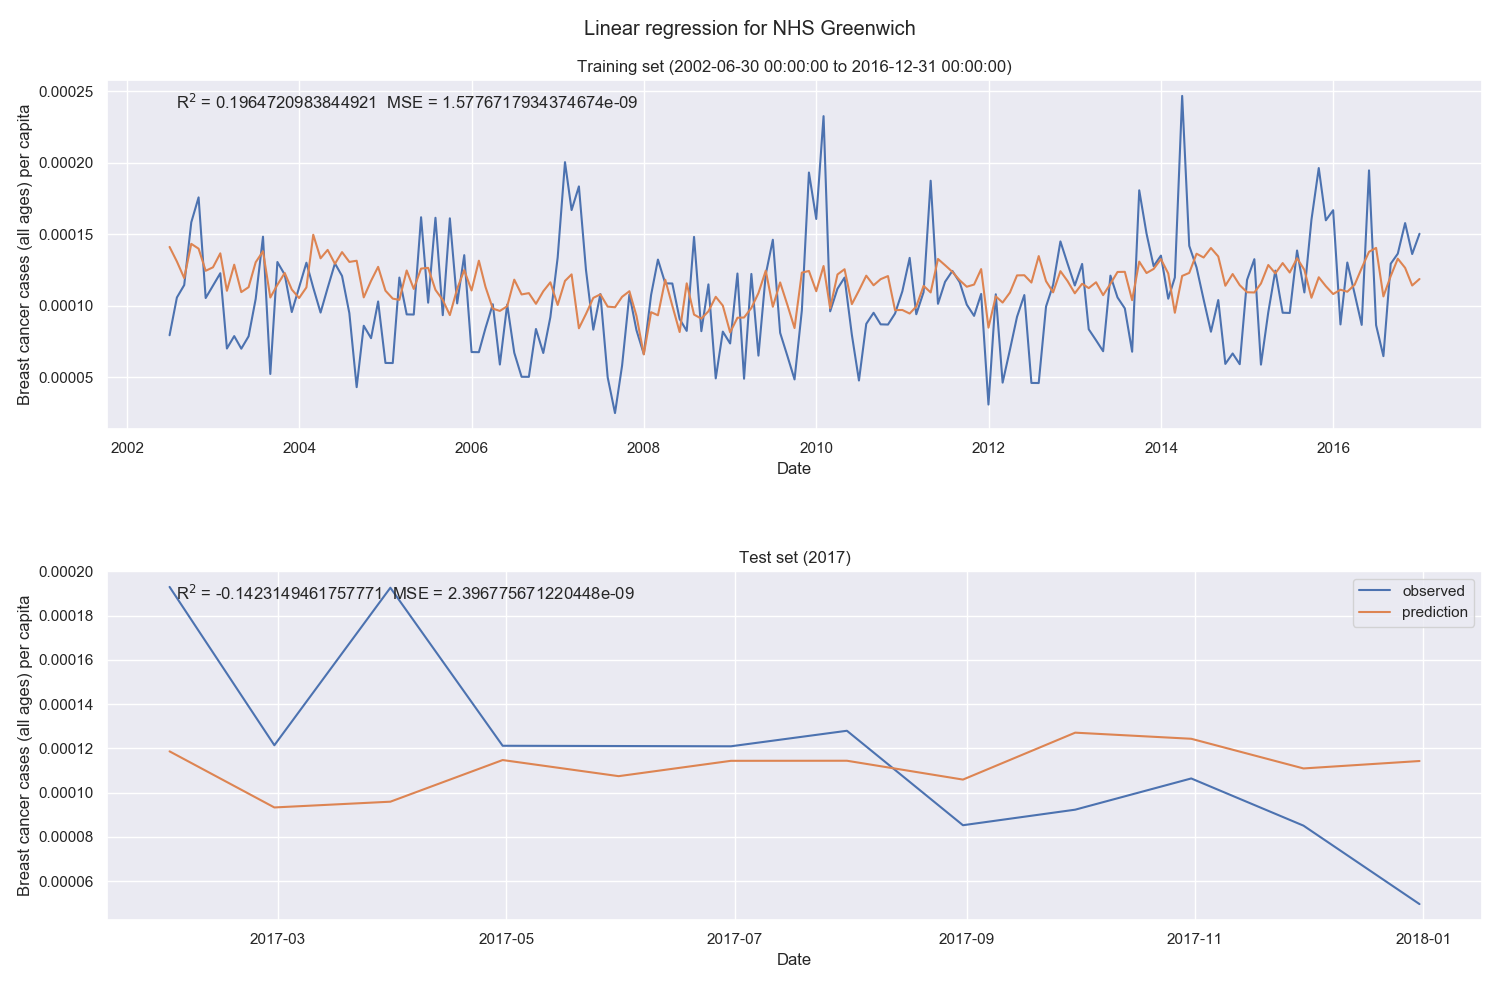 Linear regression for NHS Greenwich
Training set (2002-06-30 00:00:00 to 2016-12-31 00:00:00)
R² = 0.1964720983844921 MSE = 1.5776717934374674e-09
Breast cancer cases (all ages) per capita
0.00025
0.00020
0.00015
0.00010
0.00005
2002 2004 2006 2008 2010 2012 2014 2016
Date
Test set (2017)
R² = -0.1423149461757771 MSE = 2.396775671220448e-09
observed
prediction
Breast cancer cases (all ages) per capita
0.00020
0.00018
0.00016
0.00014
0.00012
0.00010
0.00008
0.00006
2017-03 2017-05 2017-07 2017-09 2017-11 2018-01
Date